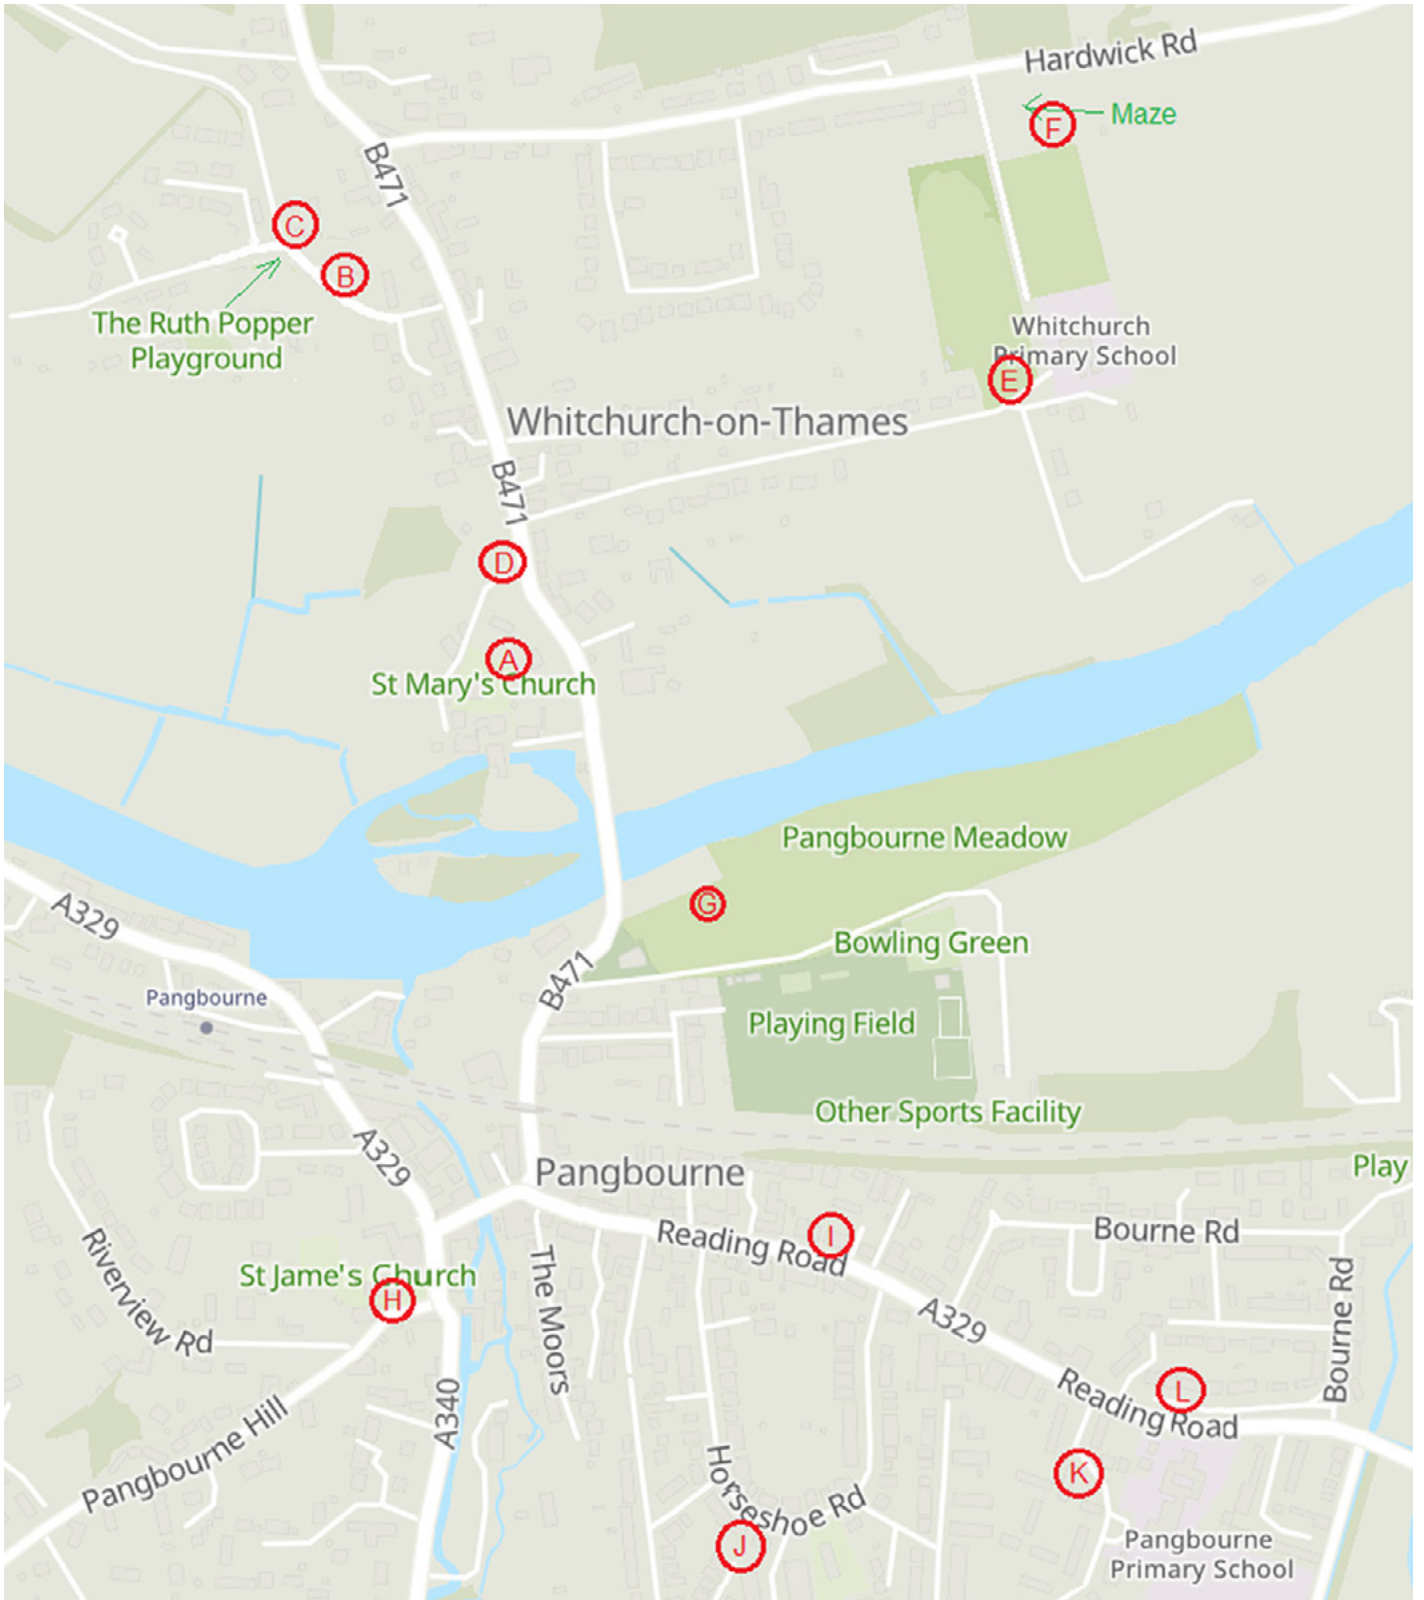 Hardwick Rd
F
Maze
B471
C
B
The Ruth Popper
Playground
Whitchurch
Primary School
E
Whitchurch-on-Thames
B471
D
A
St Mary's Church
Pangbourne Meadow
G
A329
Bowling Green
B471
Pangbourne
Playing Field
Other Sports Facility
A329
Pangbourne
Play
Reading Road
I
Bourne Rd
Riverview Rd
St Jame's Church
H
The Moors
A329
Bourne Rd
A340
Reading Road
L
Pangbourne Hill
K
Horseshoe Rd
J
Pangbourne
Primary School